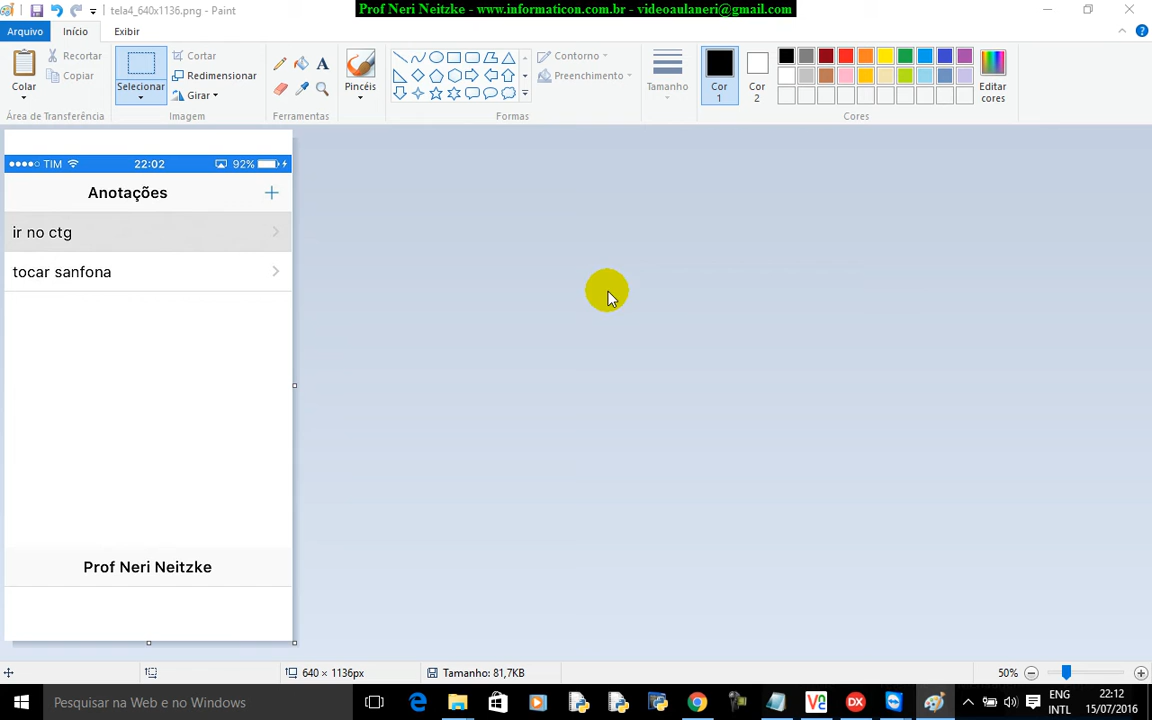 tela4_640x1136.png - Paint
Prof Neri Neitzke - www.informaticon.com.br - videoaulaneri@gmail.com
Arquivo Início Exibir
Colar
Recortar
Copiar
Área de Transferência
Selecionar
Cortar
Redimensionar
Girar
Imagem
A
Ferramentas
Pincéis
Contorno
Preenchimento
Formas
Tamanho
Cor 1
Cor 2
Editar cores
Cores
TIM 22:02 92%
Anotações +
ir no ctg
tocar sanfona
Prof Neri Neitzke
640 × 1136px
Tamanho: 81,7KB
50%
Pesquisar na Web e no Windows
ENG
INTL
22:12
15/07/2016